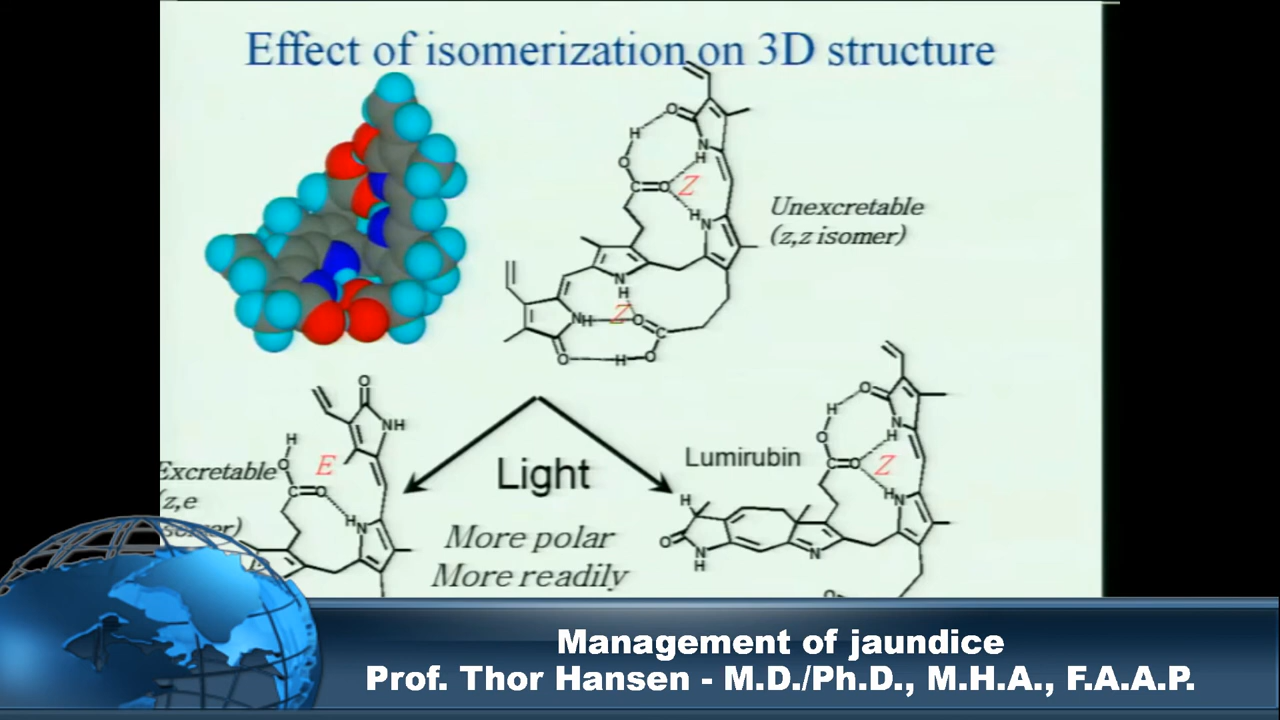 Effect of isomerization on 3D structure
Unexcretable
(z,z isomer)
Z
Z
Excretable
(z,e
isomer)
E
Light
More polar
More readily
Lumirubin
Z
Management of jaundice
Prof. Thor Hansen - M.D./Ph.D., M.H.A., F.A.A.P.